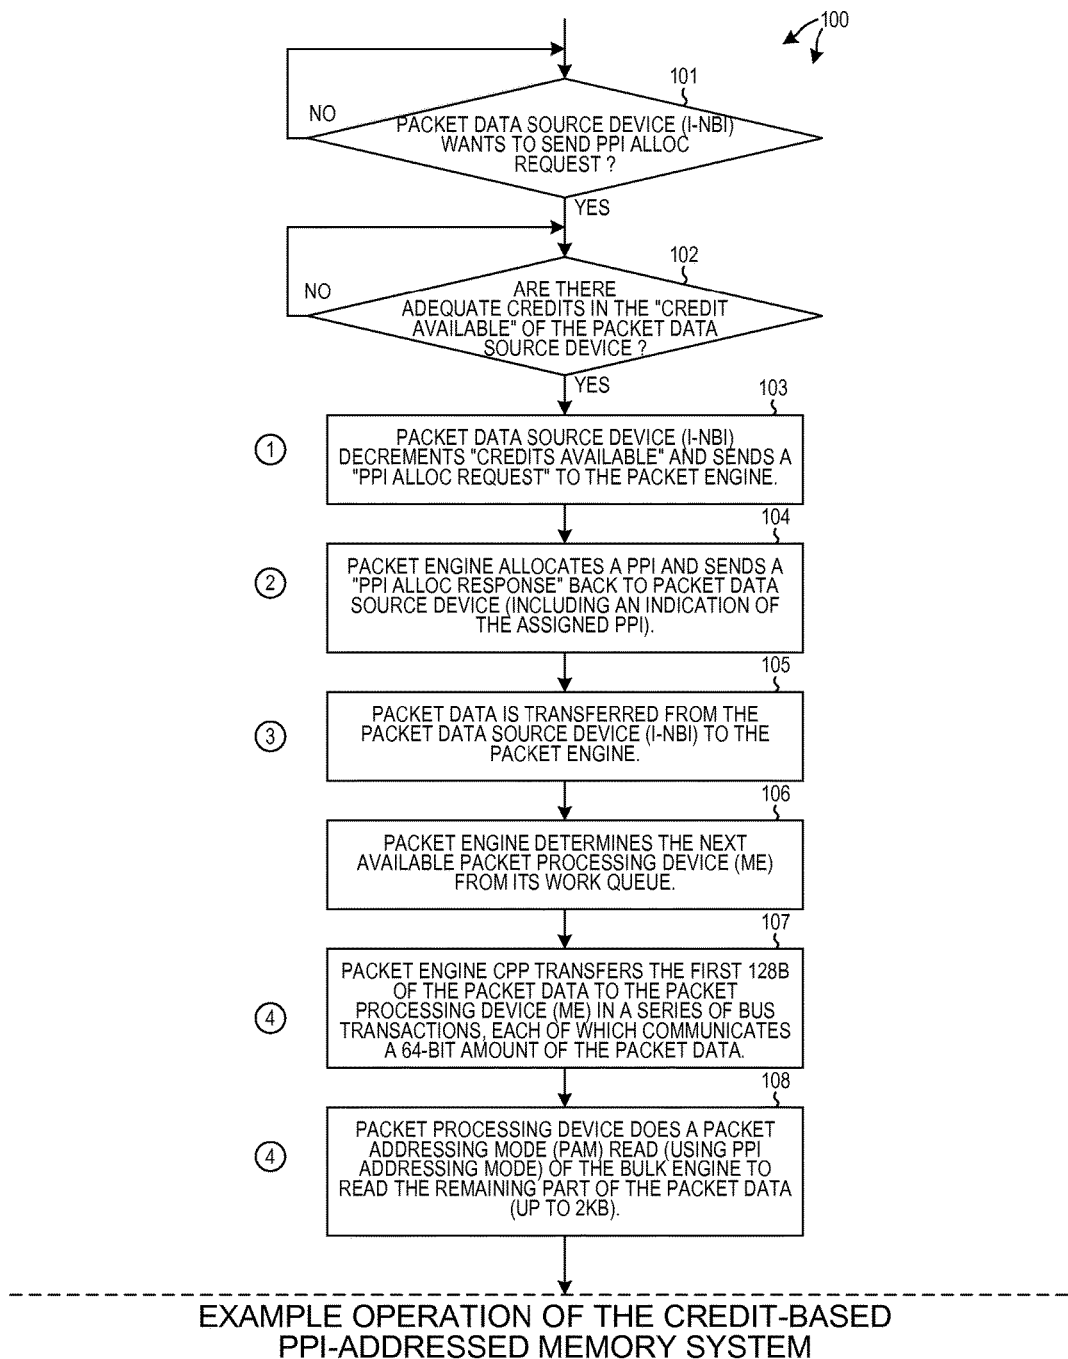 100
101
NO
PACKET DATA SOURCE DEVICE (I-NBI)
WANTS TO SEND PPI ALLOC
REQUEST ?
YES
102
NO
ARE THERE
ADEQUATE CREDITS IN THE "CREDIT
AVAILABLE" OF THE PACKET DATA
SOURCE DEVICE ?
YES
103
1
PACKET DATA SOURCE DEVICE (I-NBI)
DECREMENTS "CREDITS AVAILABLE" AND SENDS A
"PPI ALLOC REQUEST" TO THE PACKET ENGINE.
104
2
PACKET ENGINE ALLOCATES A PPI AND SENDS A
"PPI ALLOC RESPONSE" BACK TO PACKET DATA
SOURCE DEVICE (INCLUDING AN INDICATION OF
THE ASSIGNED PPI).
105
3
PACKET DATA IS TRANSFERRED FROM THE
PACKET DATA SOURCE DEVICE (I-NBI) TO THE
PACKET ENGINE.
106
PACKET ENGINE DETERMINES THE NEXT
AVAILABLE PACKET PROCESSING DEVICE (ME)
FROM ITS WORK QUEUE.
107
4
PACKET ENGINE CPP TRANSFERS THE FIRST 128B
OF THE PACKET DATA TO THE PACKET
PROCESSING DEVICE (ME) IN A SERIES OF BUS
TRANSACTIONS, EACH OF WHICH COMMUNICATES
A 64-BIT AMOUNT OF THE PACKET DATA.
108
4
PACKET PROCESSING DEVICE DOES A PACKET
ADDRESSING MODE (PAM) READ (USING PPI
ADDRESSING MODE) OF THE BULK ENGINE TO
READ THE REMAINING PART OF THE PACKET DATA
(UP TO 2KB).
EXAMPLE OPERATION OF THE CREDIT-BASED
PPI-ADDRESSED MEMORY SYSTEM